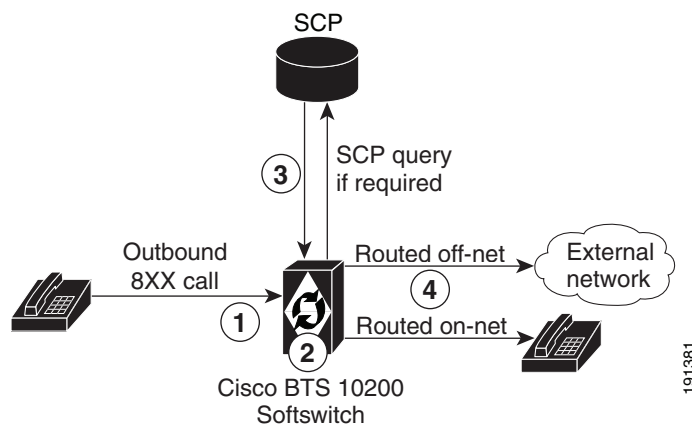 SCP
3
SCP query
if required
Outbound
8XX call
1
2
Routed off-net
4
Routed on-net
External
network
Cisco BTS 10200
Softswitch
191381